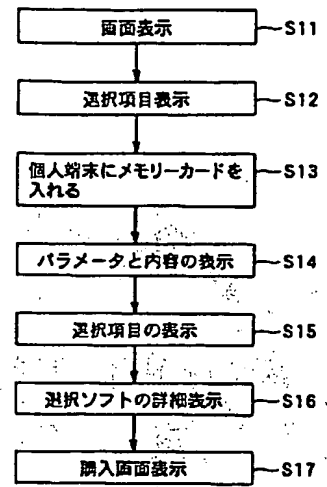 画面表示 S11
選択項目表示 S12
個人端末にメモリーカードを
入れる S13
パラメータと内容の表示 S14
選択項目の表示 S15
選択ソフトの詳細表示 S16
購入画面表示 S17